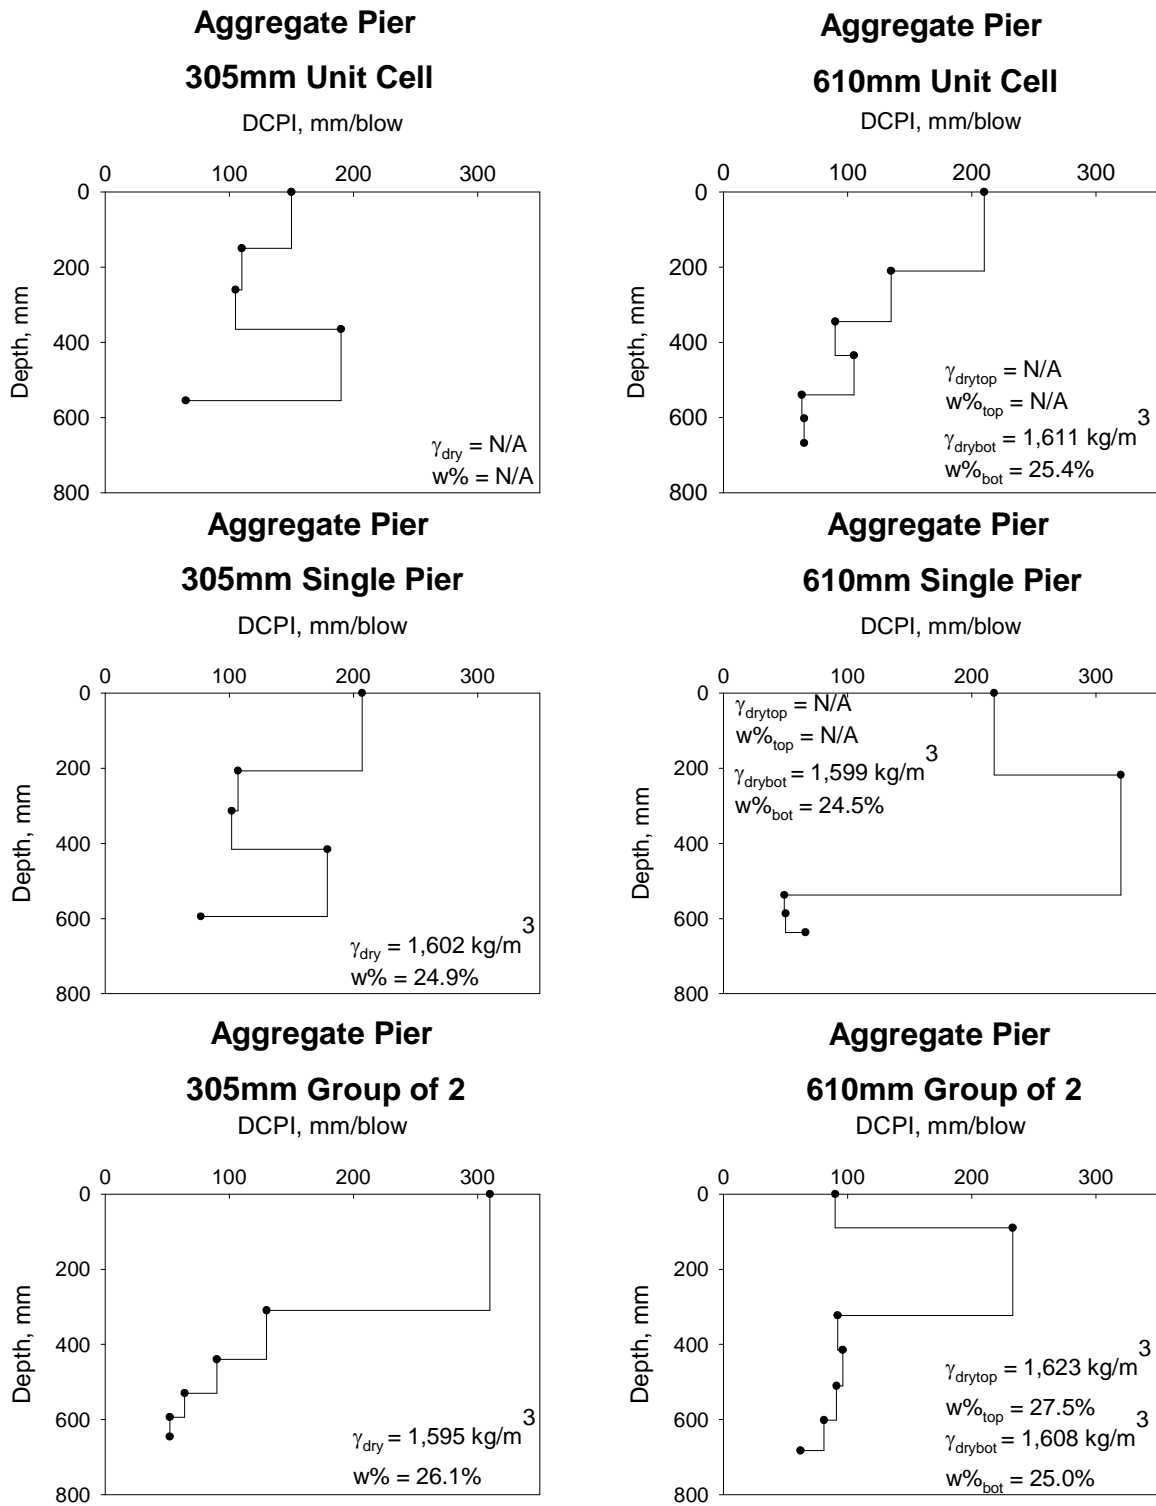 Aggregate Pier
305mm Unit Cell
DCPI, mm/blow
0 100 200 300
0
200
400
600
800
Depth, mm
γdry = N/A
w% = N/A
Aggregate Pier
610mm Unit Cell
DCPI, mm/blow
0 100 200 300
0
200
400
600
800
Depth, mm
γdrytop = N/A
w%top = N/A
γdrybot = 1,611 kg/m3
w%bot = 25.4%
Aggregate Pier
305mm Single Pier
DCPI, mm/blow
0 100 200 300
0
200
400
600
800
Depth, mm
γdry = 1,602 kg/m3
w% = 24.9%
Aggregate Pier
610mm Single Pier
DCPI, mm/blow
0 100 200 300
0
200
400
600
800
Depth, mm
γdrytop = N/A
w%top = N/A
γdrybot = 1,599 kg/m3
w%bot = 24.5%
Aggregate Pier
305mm Group of 2
DCPI, mm/blow
0 100 200 300
0
200
400
600
800
Depth, mm
γdry = 1,595 kg/m3
w% = 26.1%
Aggregate Pier
610mm Group of 2
DCPI, mm/blow
0 100 200 300
0
200
400
600
800
Depth, mm
γdrytop = 1,623 kg/m3
w%top = 27.5%
γdrybot = 1,608 kg/m3
w%bot = 25.0%